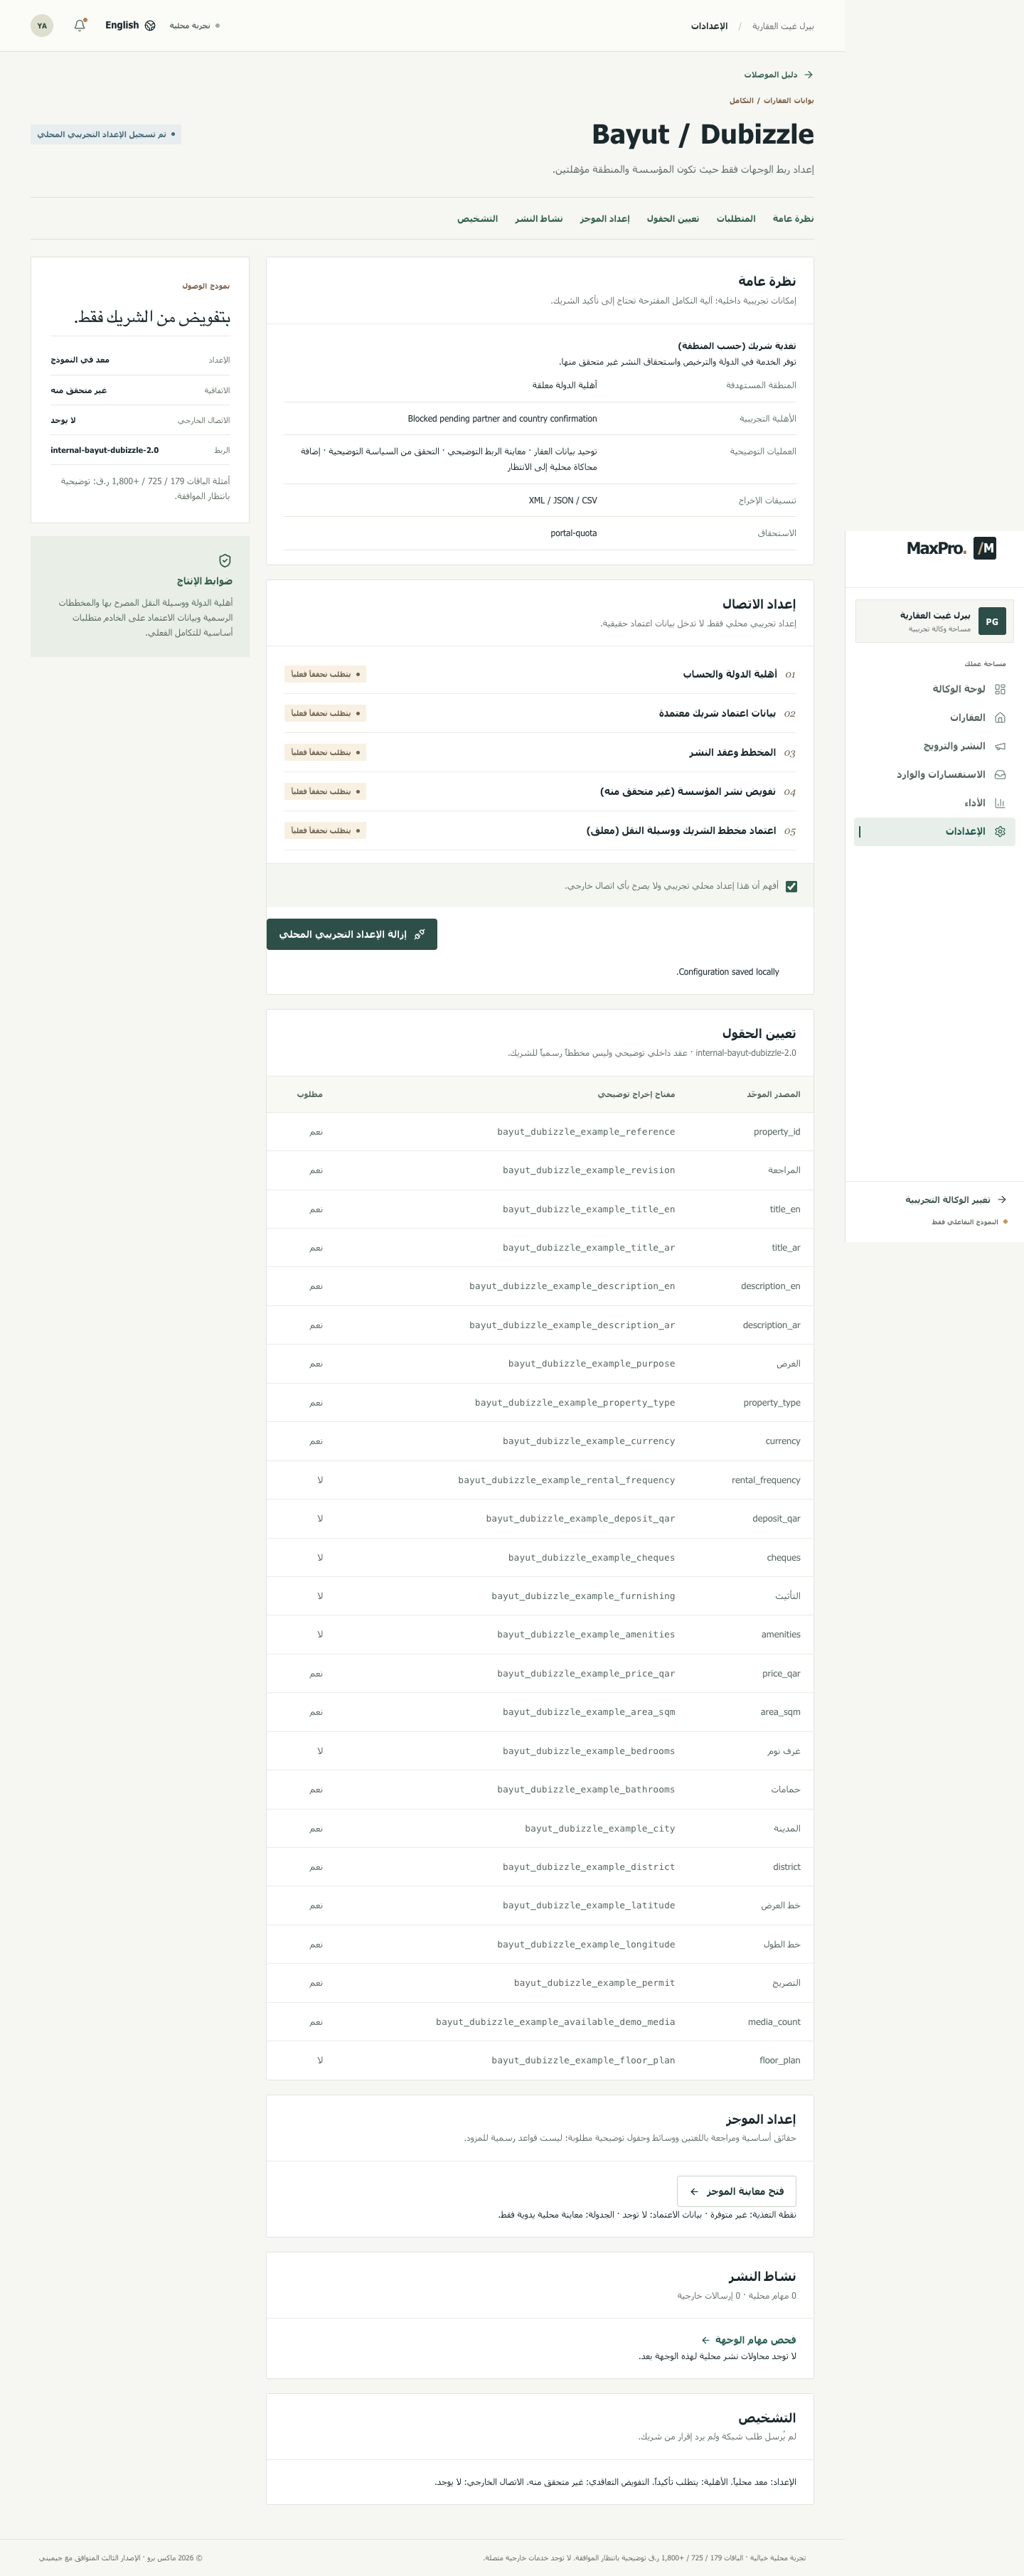 بيرل غيت العقارية / الإعدادات
تجربة محلية
English
YA
دليل الموصلات
بوابات العقارات / التكامل
Bayut / Dubizzle
تم تسجيل الإعداد التجريبي المحلي
إعداد ربط الوجهات فقط حيث تكون المؤسسة والمنطقة مؤهلتين.
نظرة عامة
المتطلبات
تعيين الحقول
إعداد الموجز
نشاط النشر
التشخيص
نظرة عامة
إمكانات تجريبية داخلية؛ آلية التكامل المقترحة تحتاج إلى تأكيد الشريك.
تغذية شريك (حسب المنطقة)
توفر الخدمة في الدولة والترخيص واستحقاق النشر غير متحقق منها.
المنطقة المستهدفة
أهلية الدولة معلقة
الأهلية التجريبية
Blocked pending partner and country confirmation
العمليات التوضيحية
توحيد بيانات العقار · معاينة الربط التوضيحي · التحقق من السياسة التوضيحية · إضافة
محاكاة محلية إلى الانتظار
تنسيقات الإخراج
XML / JSON / CSV
الاستحقاق
portal-quota
نموذج الوصول
بتفويض من الشريك فقط.
الإعداد
معد في النموذج
الاتفاقية
غير متحقق منه
الاتصال الخارجي
لا يوجد
الربط
internal-bayut-dubizzle-2.0
أمثلة الباقات 179 / 725 / +1,800 ر.ق: توضيحية
بانتظار الموافقة.
ضوابط الإنتاج
أهلية الدولة ووسيلة النقل المصرح بها والمخططات
الرسمية وبيانات الاعتماد على الخادم متطلبات
أساسية للتكامل الفعلي.
MaxPro.
/M
PG
بيرل غيت العقارية
مساحة وكالة تجريبية
مساحة عملك
لوحة الوكالة
العقارات
النشر والترويج
الاستفسارات والوارد
الأداء
الإعدادات
تغيير الوكالة التجريبية
النموذج التفاعلي فقط
إعداد الاتصال
إعداد تجريبي محلي فقط. لا تدخل بيانات اعتماد حقيقية.
01 أهلية الدولة والحساب
يتطلب تحققاً فعلياً
02 بيانات اعتماد شريك معتمدة
يتطلب تحققاً فعلياً
03 المخطط وعقد النشر
يتطلب تحققاً فعلياً
04 تفويض نشر المؤسسة (غير متحقق منه)
يتطلب تحققاً فعلياً
05 اعتماد مخطط الشريك ووسيلة النقل (معلق)
يتطلب تحققاً فعلياً
أفهم أن هذا إعداد محلي تجريبي ولا يصرح بأي اتصال خارجي.
إزالة الإعداد التجريبي المحلي
Configuration saved locally.
تعيين الحقول
internal-bayut-dubizzle-2.0 · عقد داخلي توضيحي وليس مخططاً رسمياً للشريك.
المصدر الموحّد
مفتاح إخراج توضيحي
مطلوب
property_id
bayut_dubizzle_example_reference
نعم
المراجعة
bayut_dubizzle_example_revision
نعم
title_en
bayut_dubizzle_example_title_en
نعم
title_ar
bayut_dubizzle_example_title_ar
نعم
description_en
bayut_dubizzle_example_description_en
نعم
description_ar
bayut_dubizzle_example_description_ar
نعم
الغرض
bayut_dubizzle_example_purpose
نعم
property_type
bayut_dubizzle_example_property_type
نعم
currency
bayut_dubizzle_example_currency
نعم
rental_frequency
bayut_dubizzle_example_rental_frequency
لا
deposit_qar
bayut_dubizzle_example_deposit_qar
لا
cheques
bayut_dubizzle_example_cheques
لا
التأثيث
bayut_dubizzle_example_furnishing
لا
amenities
bayut_dubizzle_example_amenities
لا
price_qar
bayut_dubizzle_example_price_qar
نعم
area_sqm
bayut_dubizzle_example_area_sqm
نعم
غرف نوم
bayut_dubizzle_example_bedrooms
لا
حمامات
bayut_dubizzle_example_bathrooms
نعم
المدينة
bayut_dubizzle_example_city
نعم
district
bayut_dubizzle_example_district
نعم
خط العرض
bayut_dubizzle_example_latitude
نعم
خط الطول
bayut_dubizzle_example_longitude
نعم
التصريح
bayut_dubizzle_example_permit
نعم
media_count
bayut_dubizzle_example_available_demo_media
نعم
floor_plan
bayut_dubizzle_example_floor_plan
لا
إعداد الموجز
حقائق أساسية ومراجعة باللغتين ووسائط وحقول توضيحية مطلوبة؛ ليست قواعد رسمية للمزود.
فتح معاينة الموجز
نقطة التغذية: غير متوفرة · بيانات الاعتماد: لا توجد · الجدولة: معاينة محلية يدوية فقط.
نشاط النشر
0 مهام محلية · 0 إرسالات خارجية
فحص مهام الوجهة
لا توجد محاولات نشر محلية لهذه الوجهة بعد.
التشخيص
لم يُرسل طلب شبكة ولم يرد إقرار من شريك.
الإعداد: معد محلياً. الأهلية: يتطلب تأكيداً. التفويض التعاقدي: غير متحقق منه. الاتصال الخارجي: لا يوجد.
تجربة محلية خيالية · الباقات 179 / 725 / +1,800 ر.ق توضيحية بانتظار الموافقة. لا توجد خدمات خارجية متصلة.
© 2026 ماكس برو · الإصدار الثالث المتوافق مع جيميني